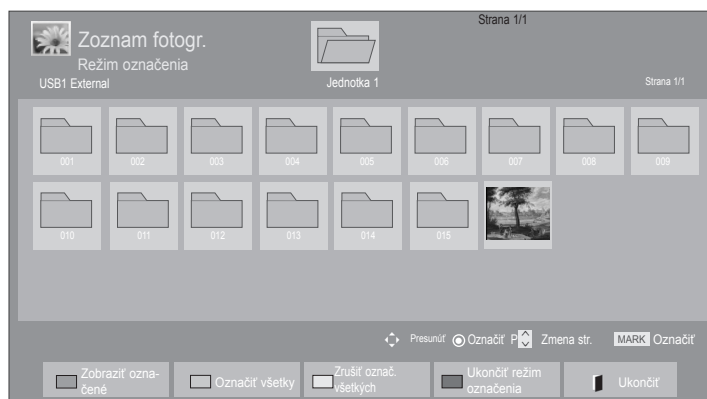 Strana 1/1
Zoznam fotogr.
Režim označenia
USB1 External
Jednotka 1
Strana 1/1
001 002 003 004 005 006 007 008 009
010 011 012 013 014 015
Presunúť Označiť P Zmena str. MARK Označiť
Zobraziť ozna-
čené
Označiť všetky
Zrušiť označ.
všetkých
Ukončiť režim
označenia
Ukončiť